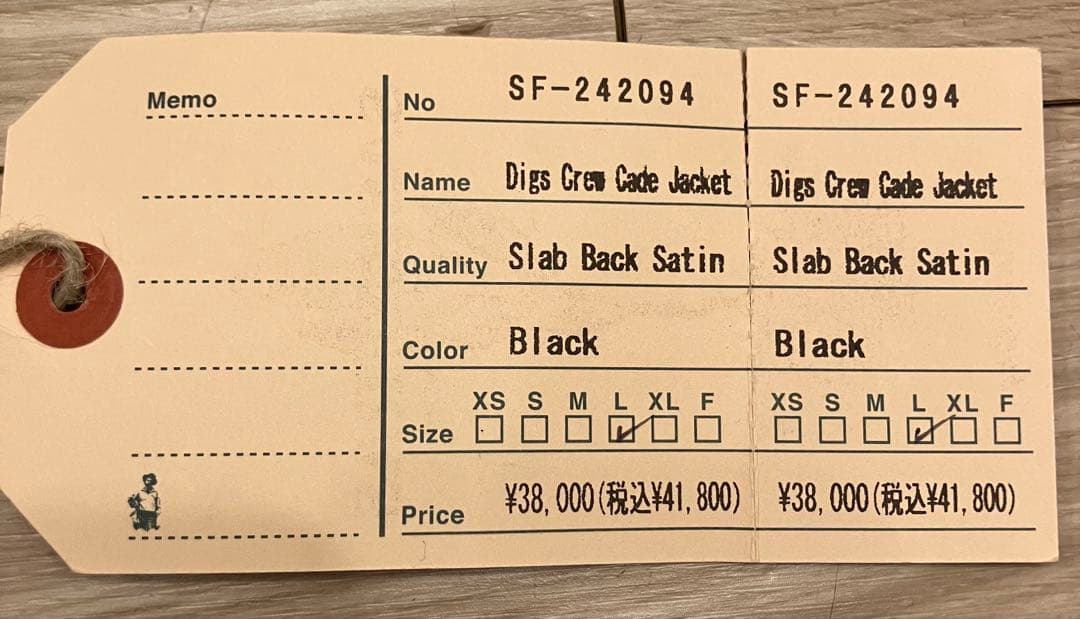 Memo
No SF-242094
Name Digs Crew Cade Jacket
Quality Slab Back Satin
Color Black
XS S M L XL F
Size
Price ¥38,000(税込¥41,800)
SF-242094
Digs Crew Cade Jacket
Slab Back Satin
Black
XS S M L XL F
¥38,000(税込¥41,800)